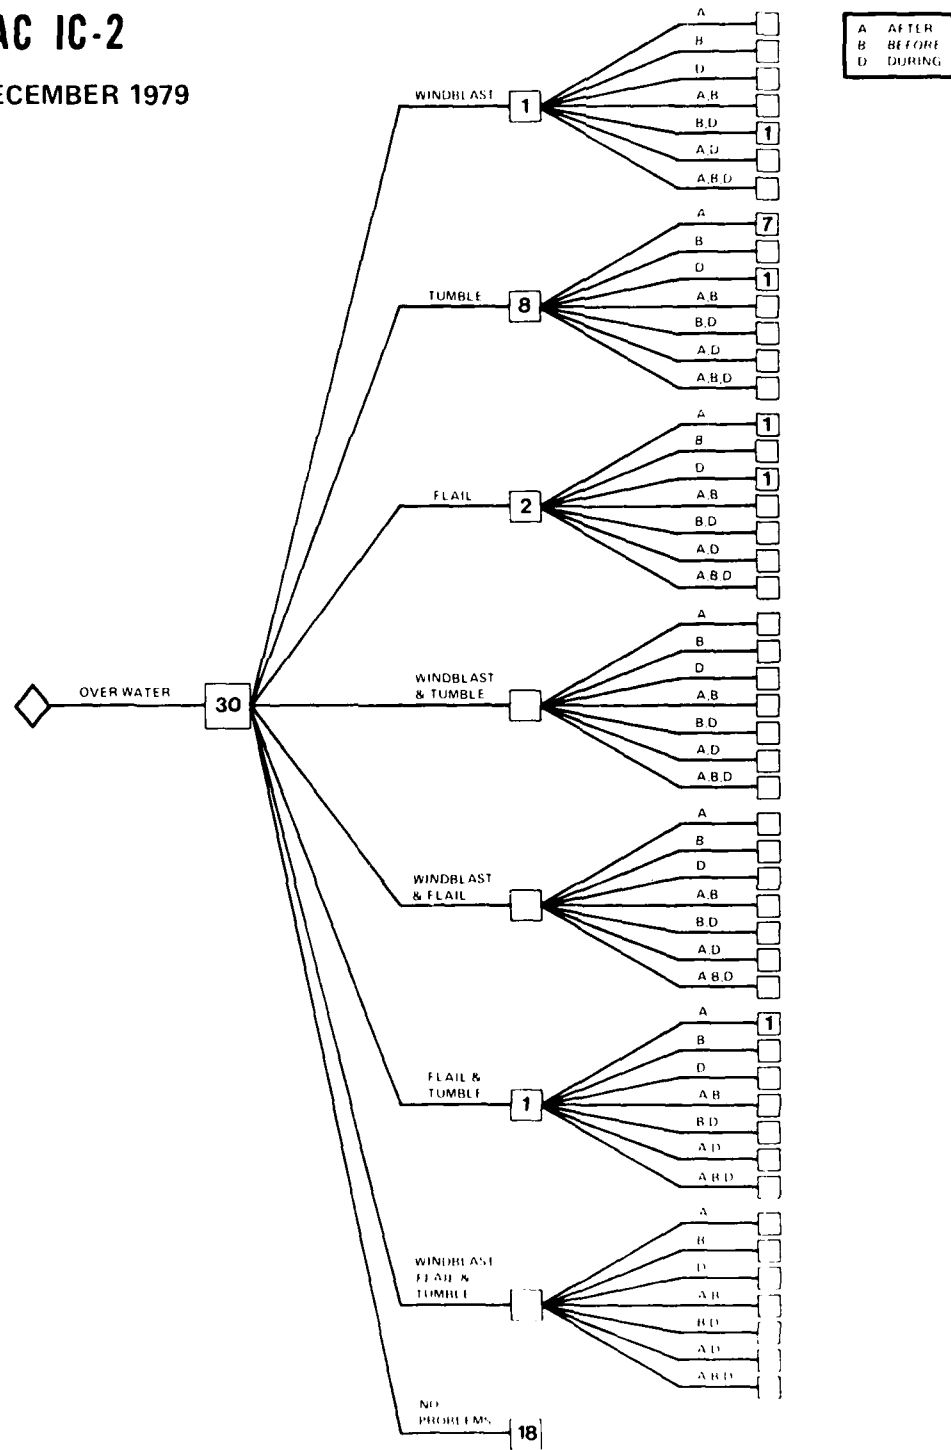 AC IC-2
ECEMBER 1979
A AFTER
B BEFORE
D DURING
WINDBLAST
1
A
B
D
A,B
B,D
1
A,D
A,B,D
TUMBLE
8
A
7
B
D
1
A,B
B,D
A,D
A,B,D
FLAIL
2
A
1
B
D
1
A,B
B,D
A,D
A,B,D
OVER WATER
30
WINDBLAST
& TUMBLE
A
B
D
A,B
B,D
A,D
A,B,D
WINDBLAST
& FLAIL
A
B
D
A,B
B,D
A,D
A,B,D
FLAIL &
TUMBLE
1
A
1
B
D
A,B
B,D
A,D
A,B,D
WINDBLAST
FLAIL &
TUMBLE
A
B
D
A,B
B,D
A,D
A,B,D
NO
PROBLEMS
18